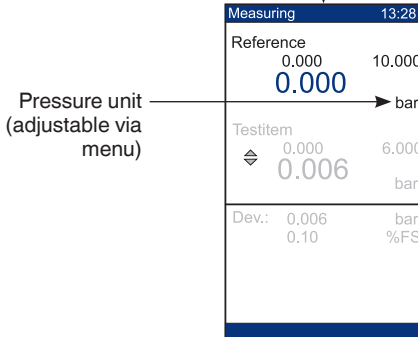 Measuring 13:28
Reference
0.000 10.000
0.000
bar
Pressure unit
(adjustable via
menu)
Testitem
0.000 6.000
0.006
bar
Dev.: 0,006 bar
0.10 %FS